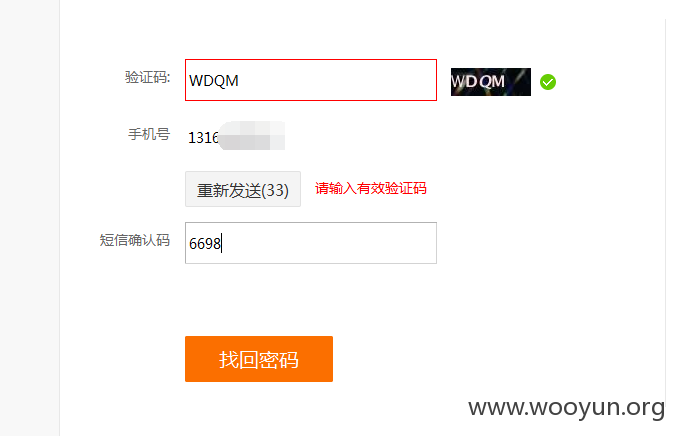 验证码: WDQM WDQM
手机号 1316
重新发送(33) 请输入有效验证码
短信确认码 6698
找回密码
www.wooyun.org